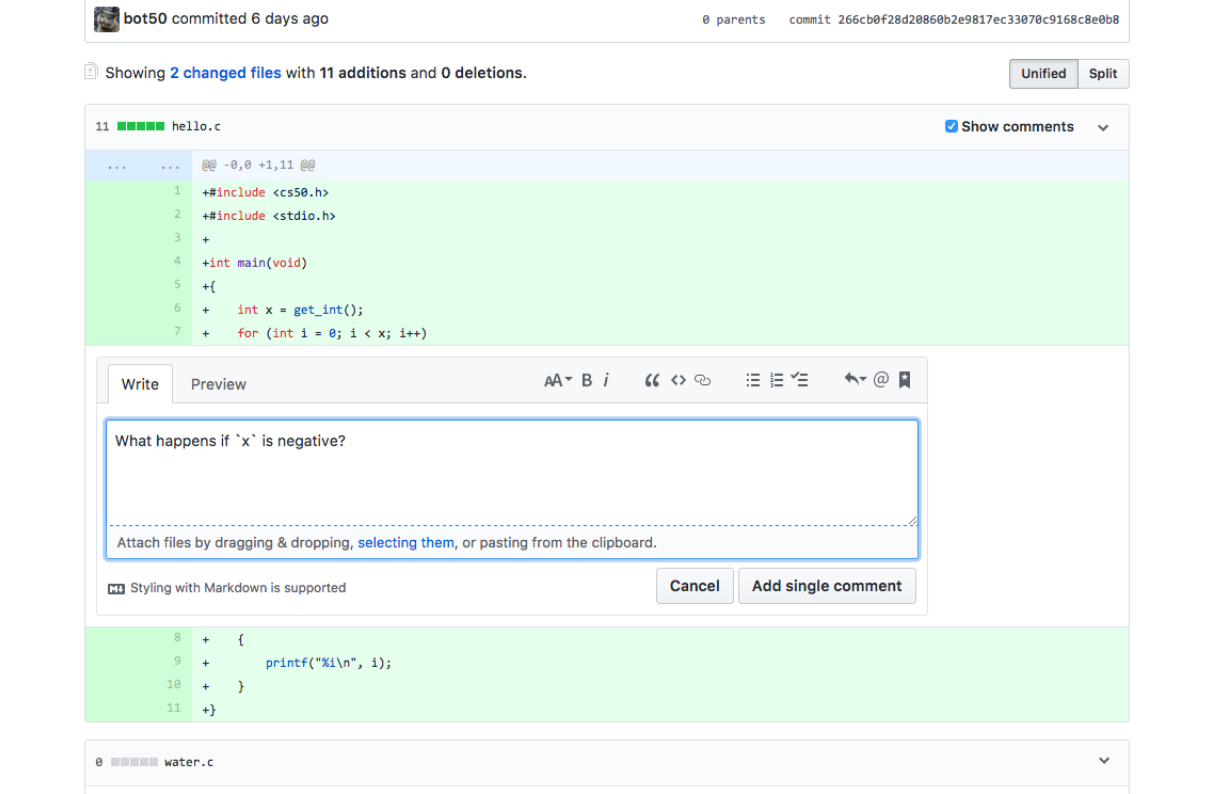 bot50 committed 6 days ago 0 parents commit 266cb0f28d20860b2e9817ec33070c9168c8e0b8
Showing 2 changed files with 11 additions and 0 deletions. Unified Split
11 hello.c Show comments
... ... @@ -0,0 +1,11 @@
1 +#include <cs50.h>
2 +#include <stdio.h>
3 +
4 +int main(void)
5 +{
6 + int x = get_int();
7 + for (int i = 0; i < x; i++)
Write Preview AA B i
What happens if `x` is negative?
Attach files by dragging & dropping, selecting them, or pasting from the clipboard.
Styling with Markdown is supported Cancel Add single comment
8 + {
9 + printf("%i\n", i);
10 + }
11 +}
0 water.c